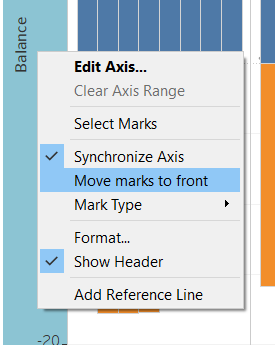 Balance
Edit Axis...
Clear Axis Range
Select Marks
Synchronize Axis
Move marks to front
Mark Type
Format...
Show Header
Add Reference Line
-20